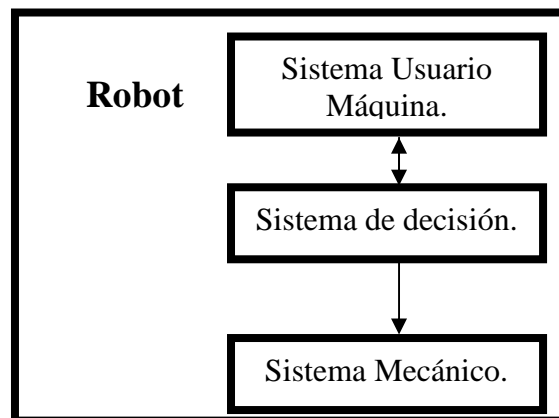 Robot
Sistema Usuario
Máquina.
Sistema de decisión.
Sistema Mecánico.